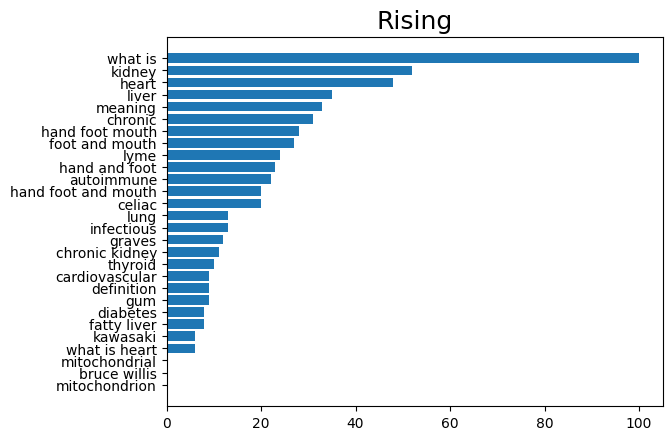 Rising
what is
kidney
heart
liver
meaning
chronic
hand foot mouth
foot and mouth
lyme
hand and foot
autoimmune
hand foot and mouth
celiac
lung
infectious
graves
chronic kidney
thyroid
cardiovascular
definition
gum
diabetes
fatty liver
kawasaki
what is heart
mitochondrial
bruce willis
mitochondrion
0 20 40 60 80 100